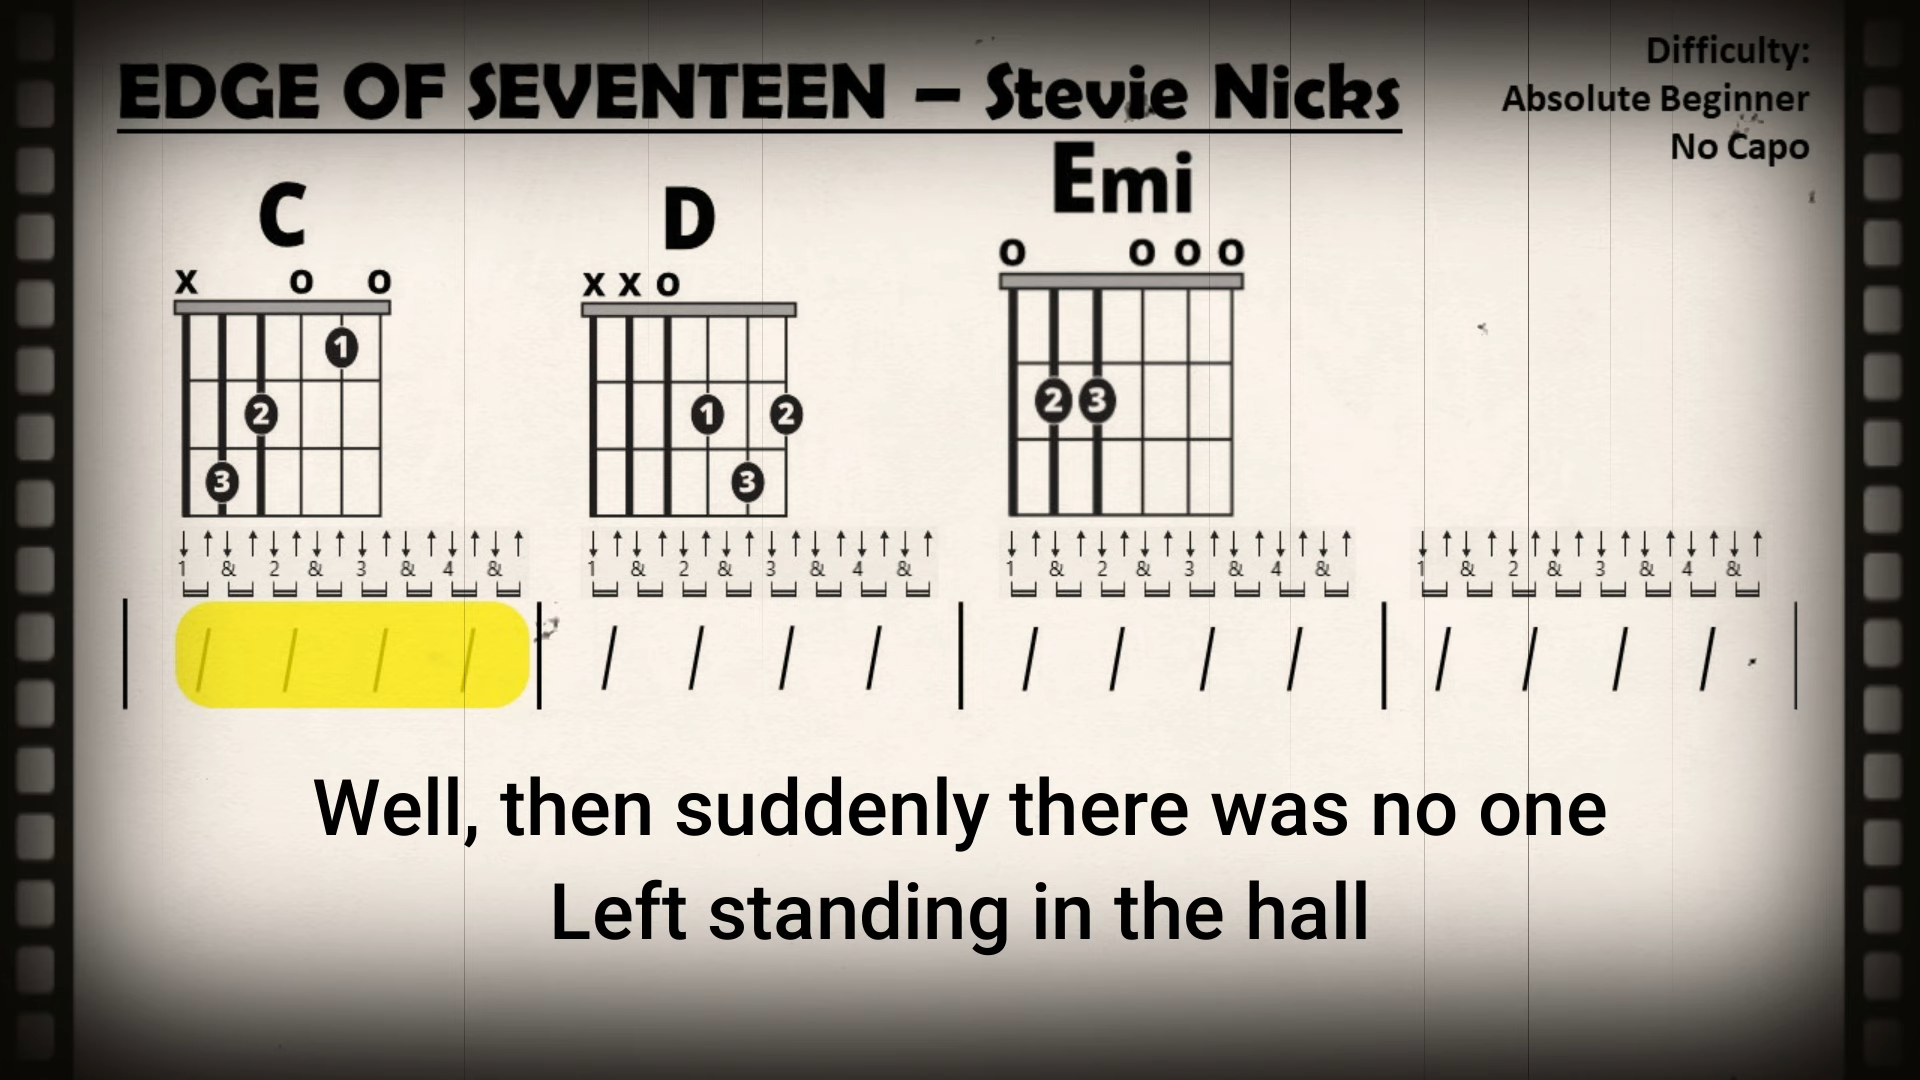 EDGE OF SEVENTEEN – Stevie Nicks
Difficulty:
Absolute Beginner
No Capo
C D Emi
x o o x x o o o o o
1 2 3 1 2 3 2 3
1 & 2 & 3 & 4 & 1 & 2 & 3 & 4 & 1 & 2 & 3 & 4 & 1 & 2 & 3 & 4 &
Well, then suddenly there was no one
Left standing in the hall